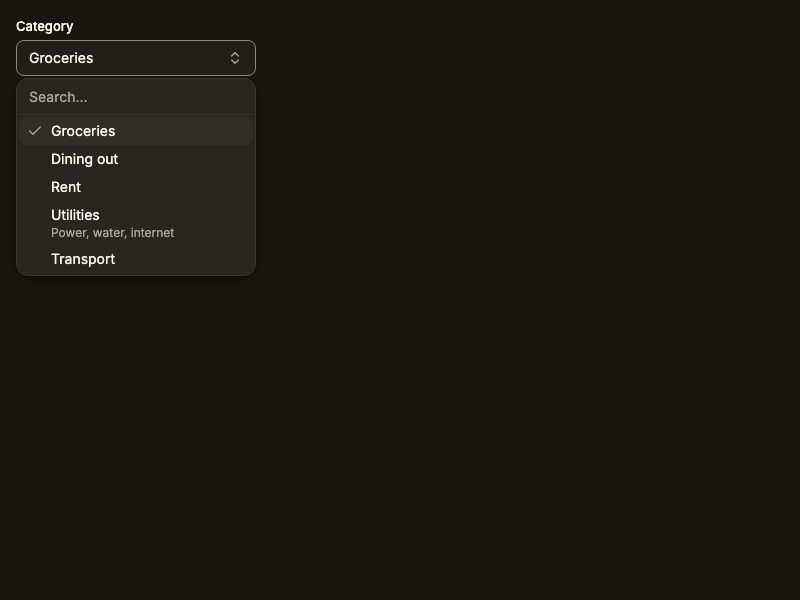 Category
Groceries
Search...
Groceries
Dining out
Rent
Utilities
Power, water, internet
Transport